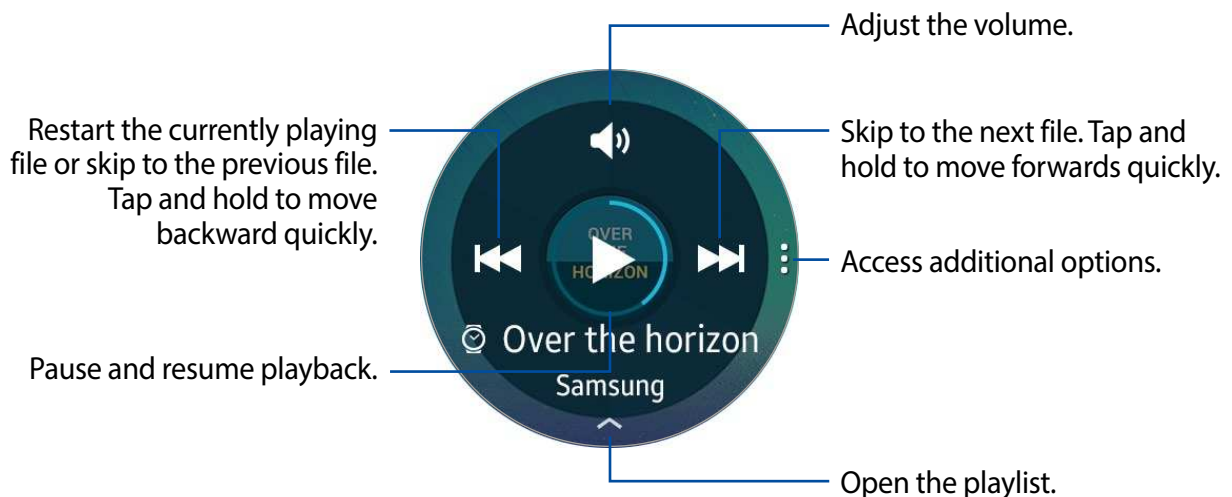 Adjust the volume.
Restart the currently playing
file or skip to the previous file.
Tap and hold to move
backward quickly.
Skip to the next file. Tap and
hold to move forwards quickly.
OVER
HORIZON
Access additional options.
Over the horizon
Samsung
Pause and resume playback.
Open the playlist.